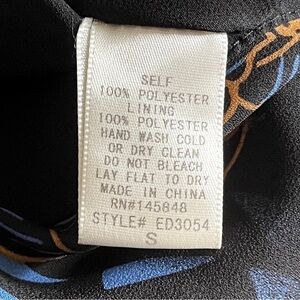 SELF
100% POLYESTER
LINING
100% POLYESTER
HAND WASH COLD
OR DRY CLEAN
DO NOT BLEACH
LAY FLAT TO DRY
MADE IN CHINA
RN#145848
STYLE# ED3054
S